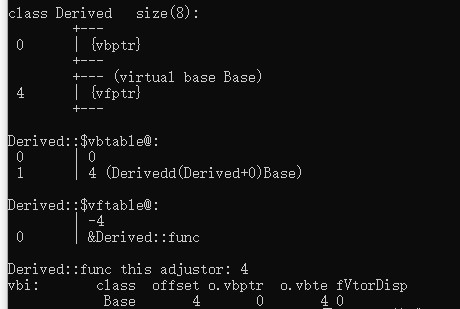 class Derived   size(8):
        +---
 0      | {vbptr}
        +---
        +--- (virtual base Base)
 4      | {vfptr}
        +---
Derived::$vbtable@:
 0      | 0
 1      | 4 (Derivedd(Derived+0)Base)
Derived::$vftable@:
        | -4
 0      | &Derived::func
Derived::func this adjustor: 4
vbi:       class  offset o.vbptr  o.vbte fVtorDisp
            Base       4       0       4 0